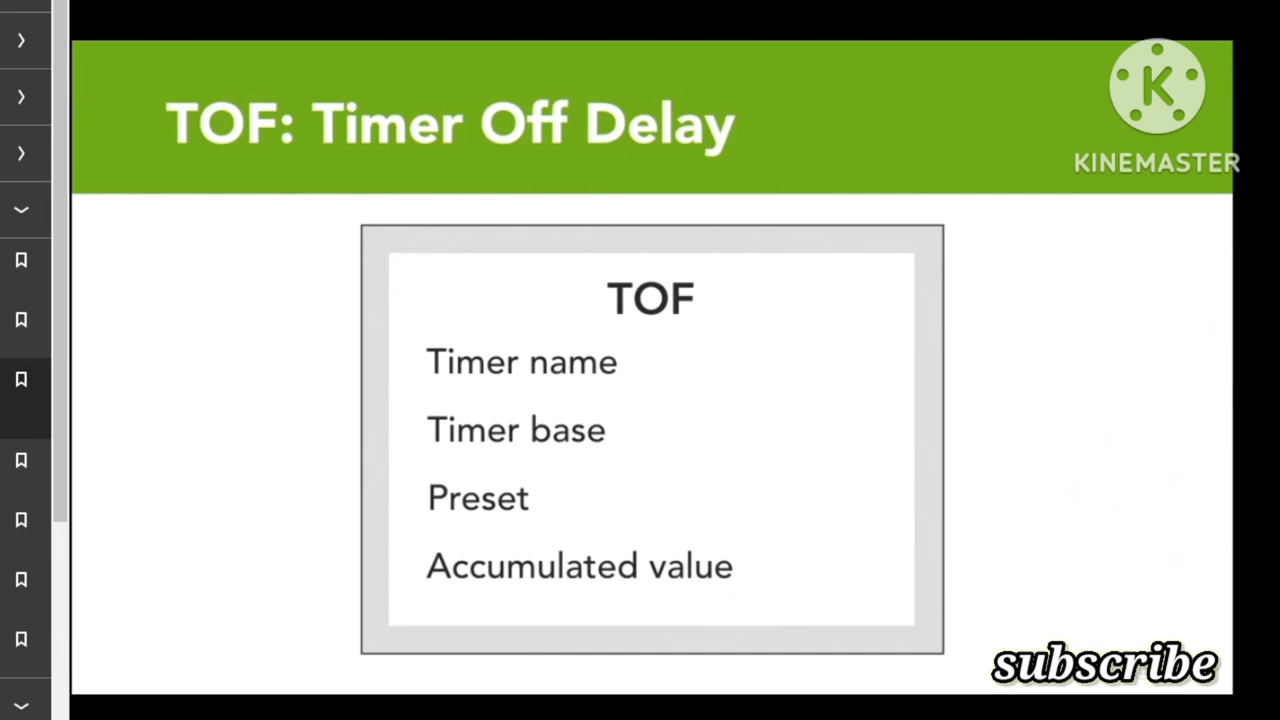 TOF: Timer Off Delay
K
KINEMASTER
TOF
Timer name
Timer base
Preset
Accumulated value
subscribe